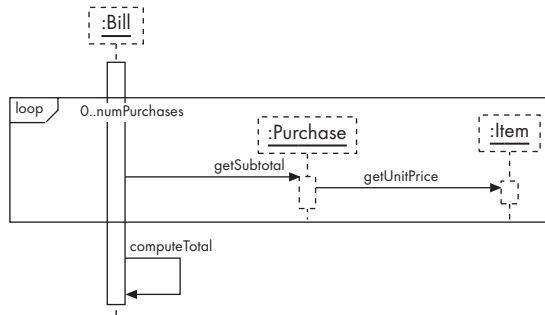 :Bill
loop
0..numPurchases
:Purchase
:Item
getSubtotal
getUnitPrice
computeTotal